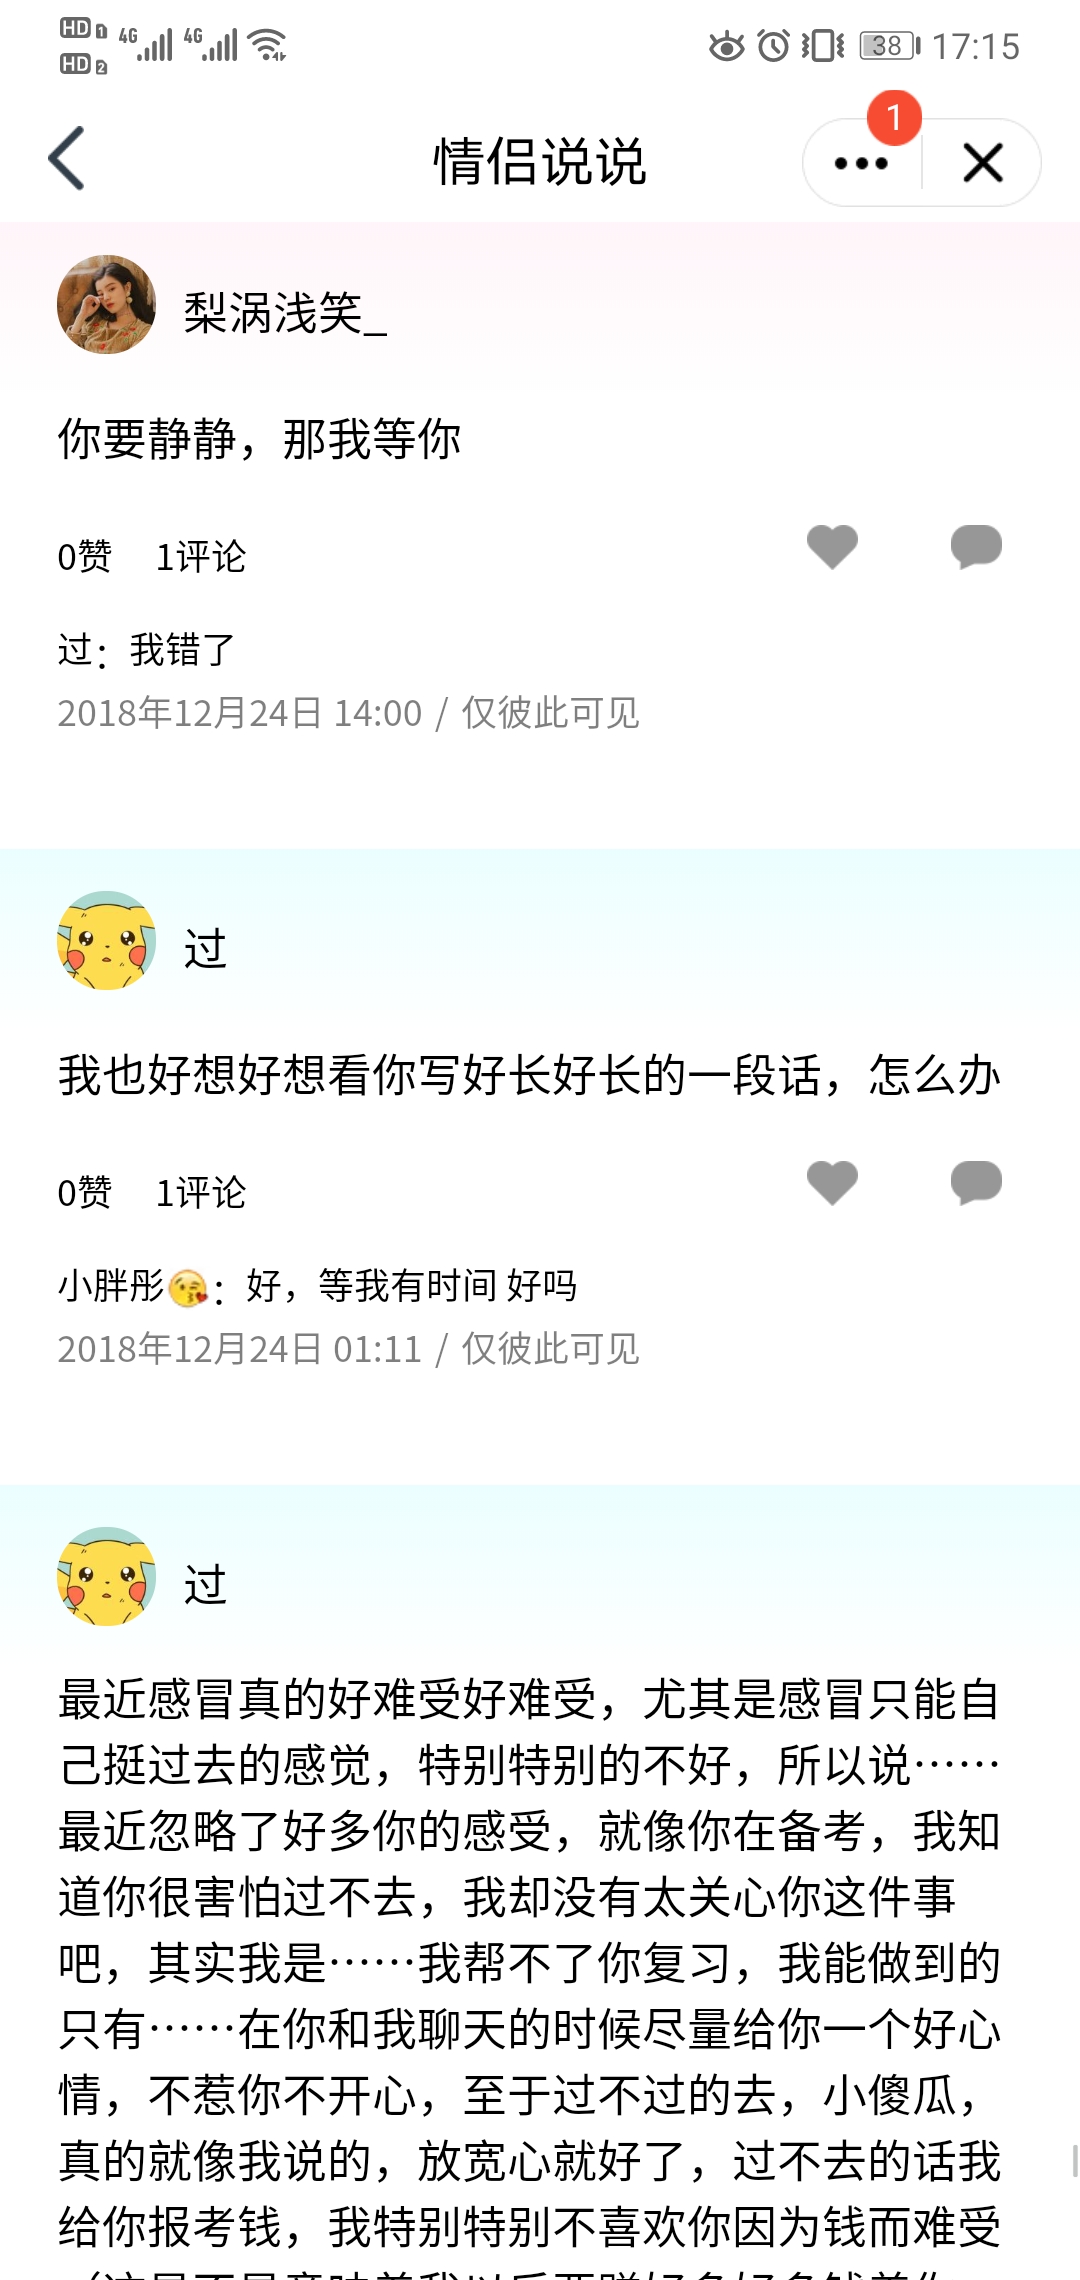 HD 1 4G 4G
HD 2
38 17:15
情侣说说
1
梨涡浅笑_
你要静静，那我等你
0赞 1评论
过：我错了
2018年12月24日 14:00 / 仅彼此可见
过
我也好想好想看你写好长好长的一段话，怎么办
0赞 1评论
小胖彤😘：好，等我有时间 好吗
2018年12月24日 01:11 / 仅彼此可见
过
最近感冒真的好难受好难受，尤其是感冒只能自
己挺过去的感觉，特别特别的不好，所以说……
最近忽略了好多你的感受，就像你在备考，我知
道你很害怕过不去，我却没有太关心你这件事
吧，其实我是……我帮不了你复习，我能做到的
只有……在你和我聊天的时候尽量给你一个好心
情，不惹你不开心，至于过不过的去，小傻瓜，
真的就像我说的，放宽心就好了，过不去的话我
给你报考钱，我特别特别不喜欢你因为钱而难受